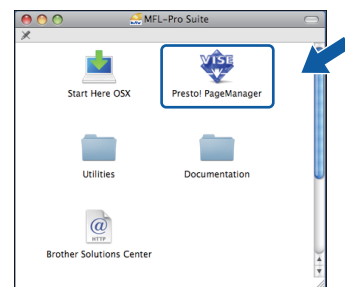 MFL-Pro Suite
Start Here OSX
VISE
Presto! PageManager
Utilities
Documentation
@
HTTP
Brother Solutions Center